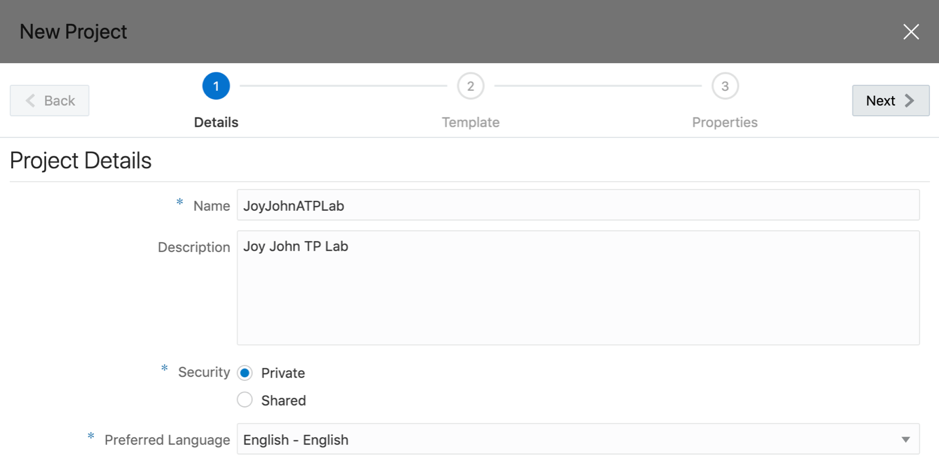 New Project
Back
1
2
3
Next
Details
Template
Properties
Project Details
* Name JoyJohnATPLab
Description Joy John TP Lab
* Security Private
Shared
* Preferred Language English - English